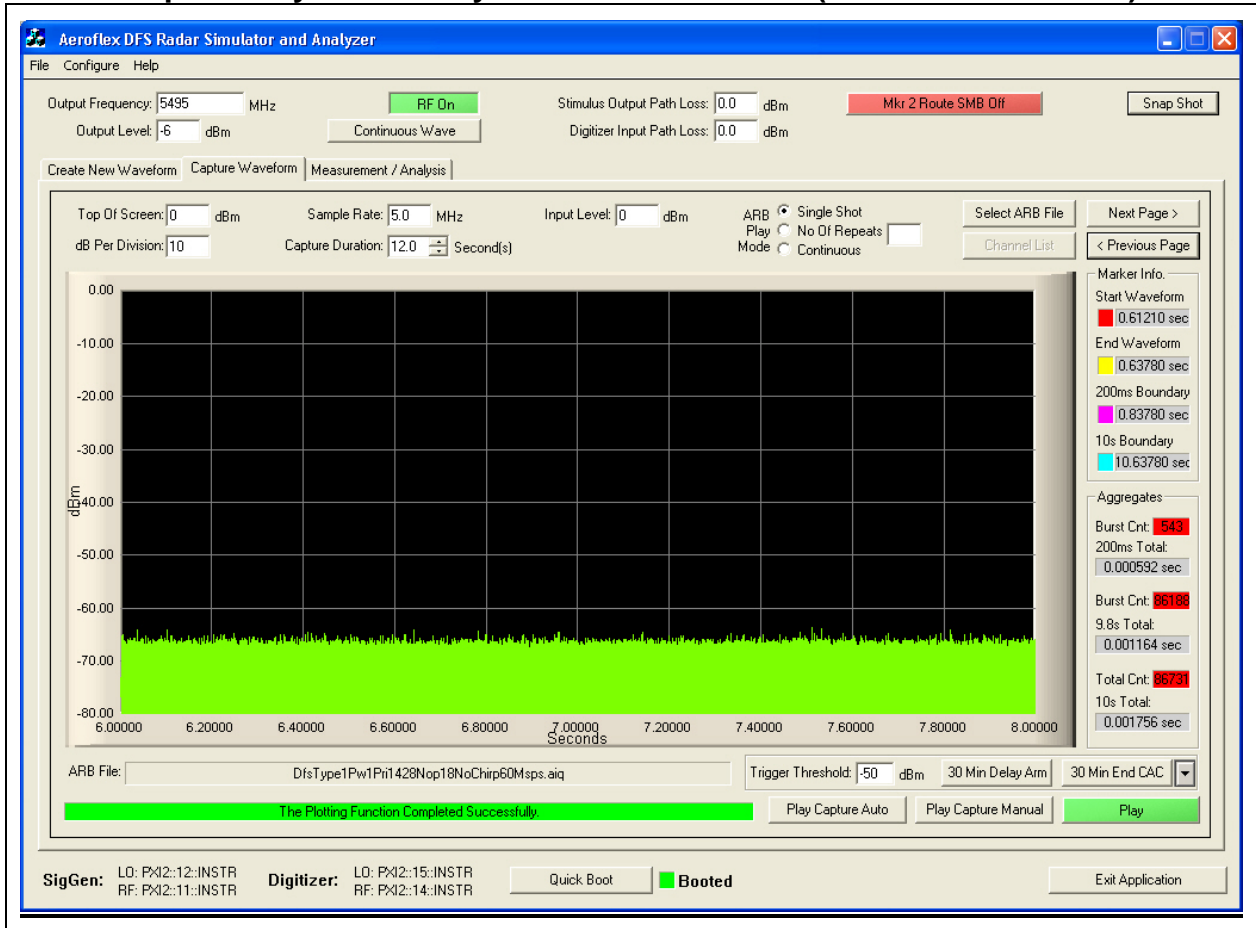 Aeroflex DFS Radar Simulator and Analyzer
File Configure Help
Output Frequency: 5495 MHz
RF On
Stimulus Output Path Loss: 0.0 dBm
Mkr 2 Route SMB Off
Snap Shot
Output Level: -6 dBm
Continuous Wave
Digitizer Input Path Loss: 0.0 dBm
Create New Waveform Capture Waveform Measurement / Analysis
Top Of Screen: 0 dBm
Sample Rate: 5.0 MHz
Input Level: 0 dBm
ARB Play Mode
Single Shot
No Of Repeats
Continuous
Select ARB File
Next Page >
dB Per Division: 10
Capture Duration: 12.0 Second(s)
Channel List
< Previous Page
0.00
-10.00
-20.00
-30.00
-40.00
-50.00
-60.00
-70.00
-80.00
dBm
6.00000 6.20000 6.40000 6.60000 6.80000 7.00000 7.20000 7.40000 7.60000 7.80000 8.00000
Seconds
Marker Info.
Start Waveform
0.61210 sec
End Waveform
0.63780 sec
200ms Boundary
0.83780 sec
10s Boundary
10.63780 sec
Aggregates
Burst Cnt: 543
200ms Total:
0.000592 sec
Burst Cnt: 86188
9.8s Total:
0.001164 sec
Total Cnt: 86731
10s Total:
0.001756 sec
ARB File: DfsType1Pw1Pri1428Nop18NoChirp60Msps.aiq
Trigger Threshold: -50 dBm
30 Min Delay Arm
30 Min End CAC
The Plotting Function Completed Successfully.
Play Capture Auto
Play Capture Manual
Play
SigGen: LO: PXI2::12::INSTR
RF: PXI2::11::INSTR
Digitizer: LO: PXI2::15::INSTR
RF: PXI2::14::INSTR
Quick Boot
Booted
Exit Application